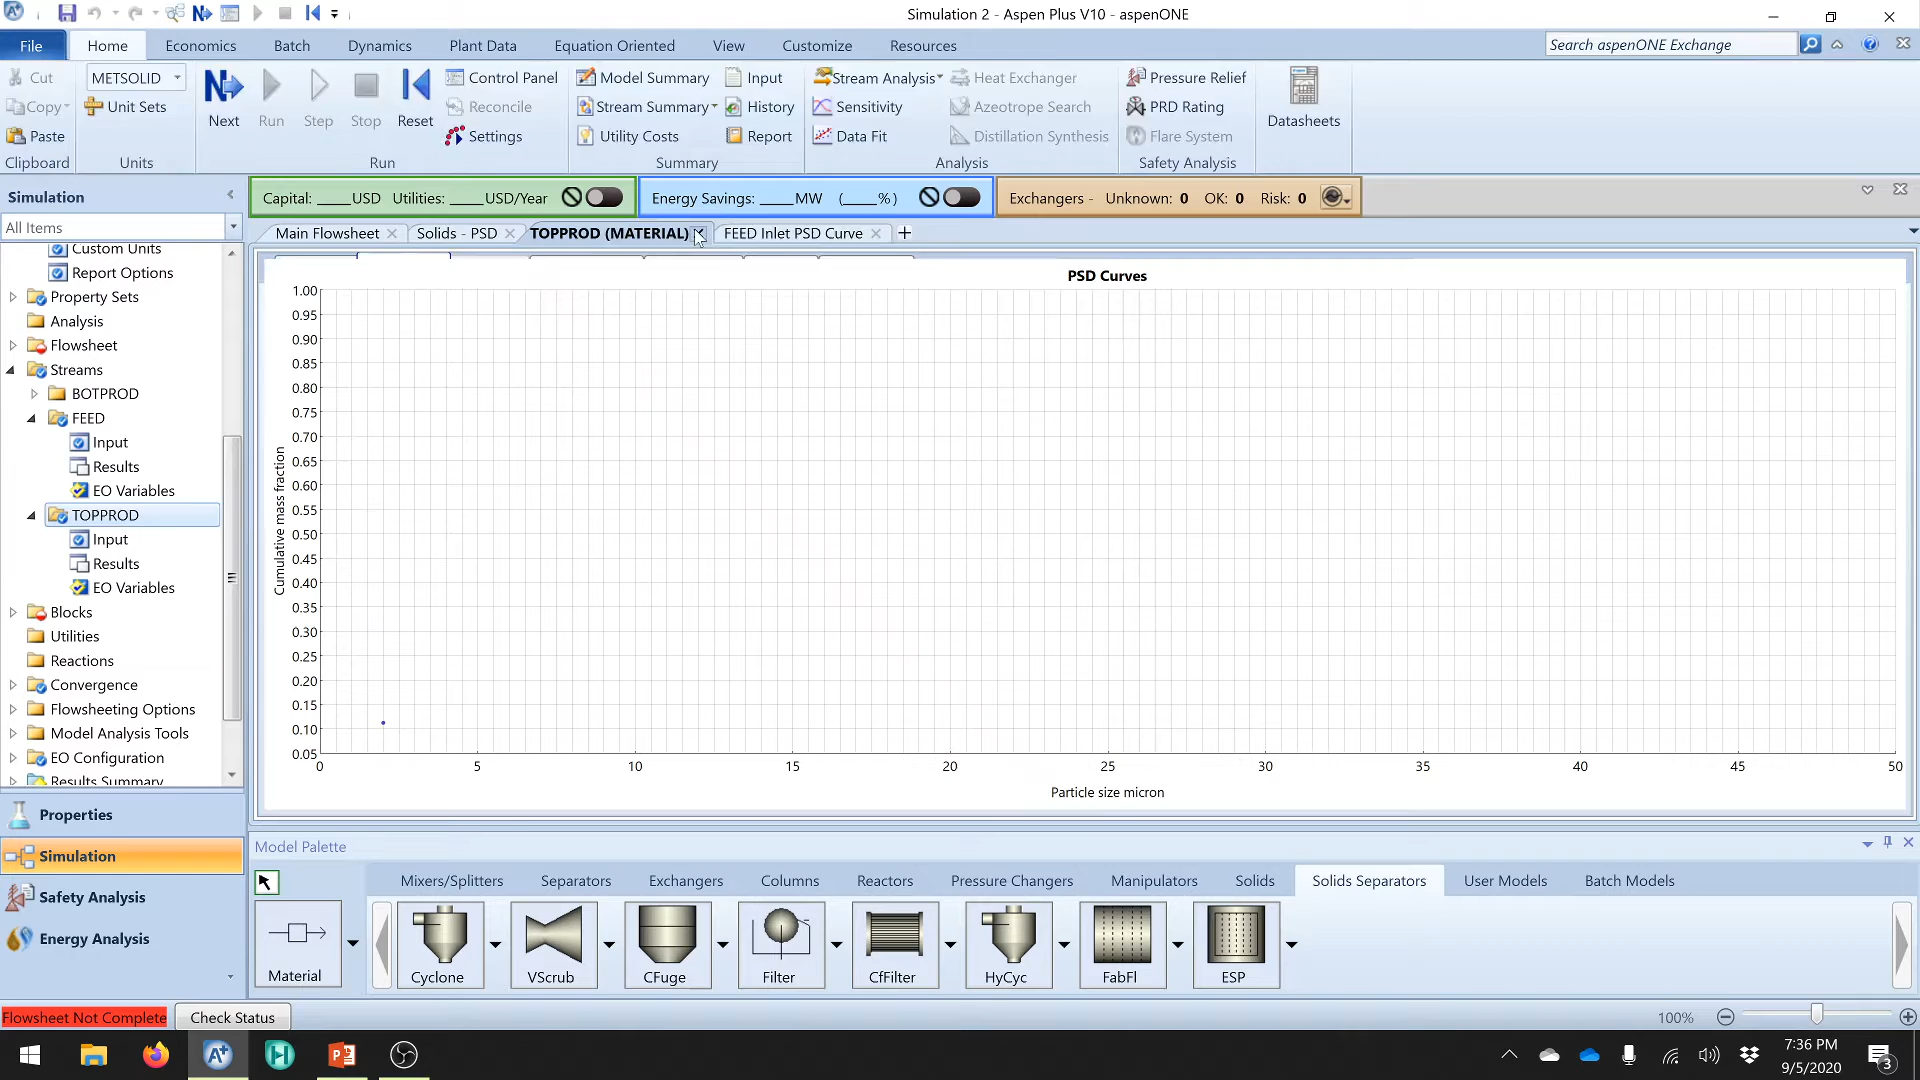 Simulation 2 - Aspen Plus V10 - aspenONE
File Home Economics Batch Dynamics Plant Data Equation Oriented View Customize Resources Search aspenONE Exchange
Cut METSOLID Control Panel Model Summary Input Stream Analysis Heat Exchanger Pressure Relief
Copy Unit Sets Next Run Step Stop Reset Reconcile Stream Summary History Sensitivity Azeotrope Search PRD Rating Datasheets
Paste Settings Utility Costs Report Data Fit Distillation Synthesis Flare System
Clipboard Units Run Summary Analysis Safety Analysis
Simulation
Capital: ____USD Utilities: ____USD/Year Energy Savings: ____MW (____%) Exchangers - Unknown: 0 OK: 0 Risk: 0
All Items
Main Flowsheet Solids - PSD TOPPROD (MATERIAL) FEED Inlet PSD Curve
Custom Units
Report Options
Property Sets
Analysis
Flowsheet
Streams
BOTPROD
FEED
Input
Results
EO Variables
TOPPROD
Input
Results
EO Variables
Blocks
Utilities
Reactions
Convergence
Flowsheeting Options
Model Analysis Tools
EO Configuration
Results Summary
Properties
Simulation
Safety Analysis
Energy Analysis
PSD Curves
Cumulative mass fraction
1.00
0.95
0.90
0.85
0.80
0.75
0.70
0.65
0.60
0.55
0.50
0.45
0.40
0.35
0.30
0.25
0.20
0.15
0.10
0.05
0 5 10 15 20 25 30 35 40 45 50
Particle size micron
Model Palette
Mixers/Splitters Separators Exchangers Columns Reactors Pressure Changers Manipulators Solids Solids Separators User Models Batch Models
Material Cyclone VScrub CFuge Filter CfFilter HyCyc FabFl ESP
Flowsheet Not Complete Check Status 100%
7:36 PM
9/5/2020
3